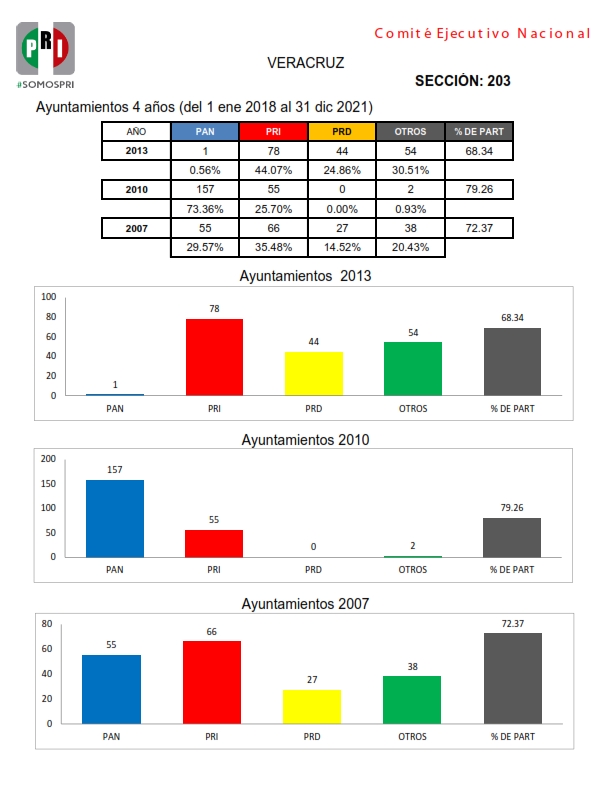 Comité Ejecutivo Nacional
PRI
#SOMOSPRI
VERACRUZ
SECCIÓN: 203
Ayuntamientos 4 años (del 1 ene 2018 al 31 dic 2021)
AÑO PAN PRI PRD OTROS % DE PART
2013 1 78 44 54 68.34
0.56% 44.07% 24.86% 30.51%
2010 157 55 0 2 79.26
73.36% 25.70% 0.00% 0.93%
2007 55 66 27 38 72.37
29.57% 35.48% 14.52% 20.43%
Ayuntamientos 2013
100
80
60
40
20
0
1 78 44 54 68.34
PAN PRI PRD OTROS % DE PART
Ayuntamientos 2010
200
150
100
50
0
157 55 0 2 79.26
PAN PRI PRD OTROS % DE PART
Ayuntamientos 2007
80
60
40
20
0
55 66 27 38 72.37
PAN PRI PRD OTROS % DE PART